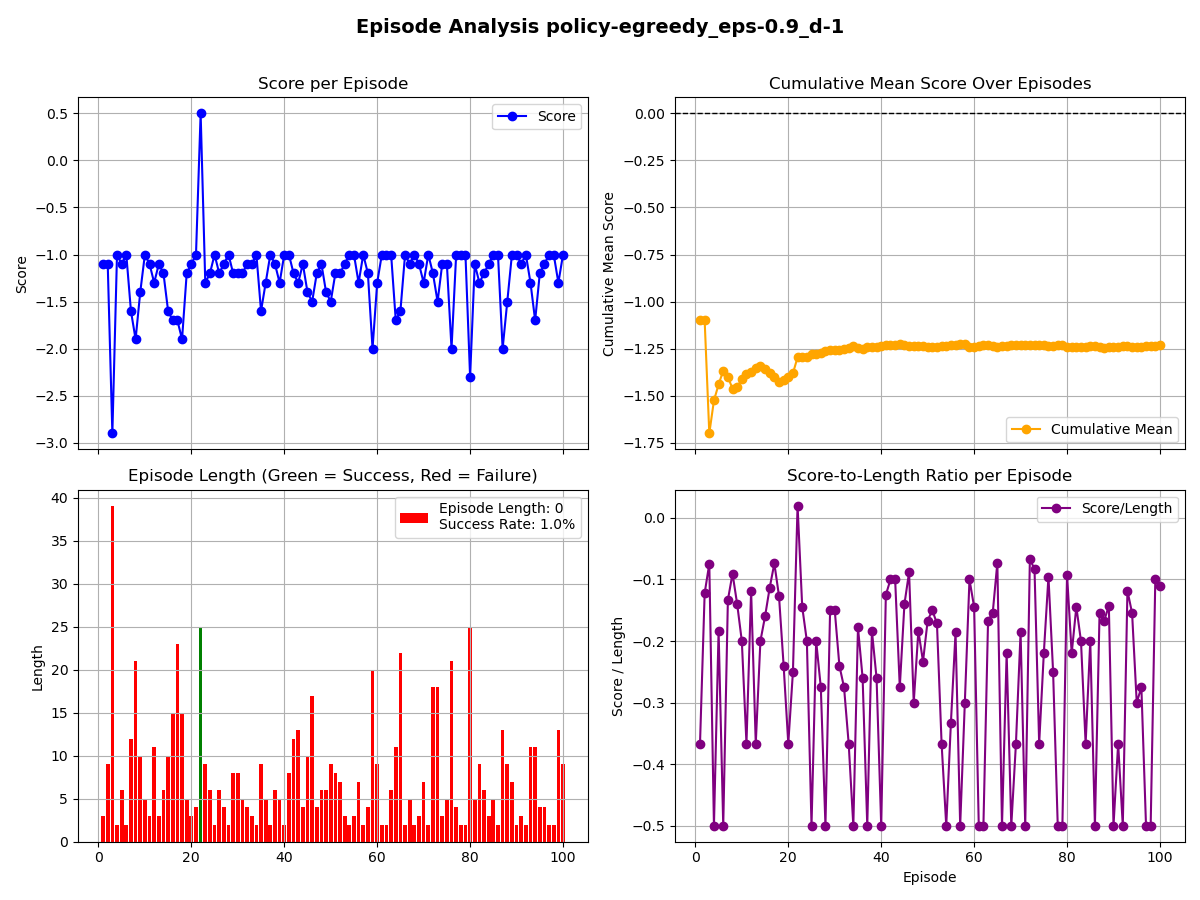 Episode Analysis policy-egreedy_eps-0.9_d-1
Score per Episode
Score
0.5
0.0
−0.5
−1.0
−1.5
−2.0
−2.5
−3.0
Score
Cumulative Mean Score Over Episodes
0.00
−0.25
−0.50
−0.75
−1.00
−1.25
−1.50
−1.75
Cumulative Mean Score
Cumulative Mean
Episode Length (Green = Success, Red = Failure)
Episode Length: 0
Success Rate: 1.0%
40
35
30
25
20
15
10
5
0
Length
0 20 40 60 80 100
Score-to-Length Ratio per Episode
Score/Length
0.0
−0.1
−0.2
−0.3
−0.4
−0.5
Score / Length
0 20 40 60 80 100
Episode